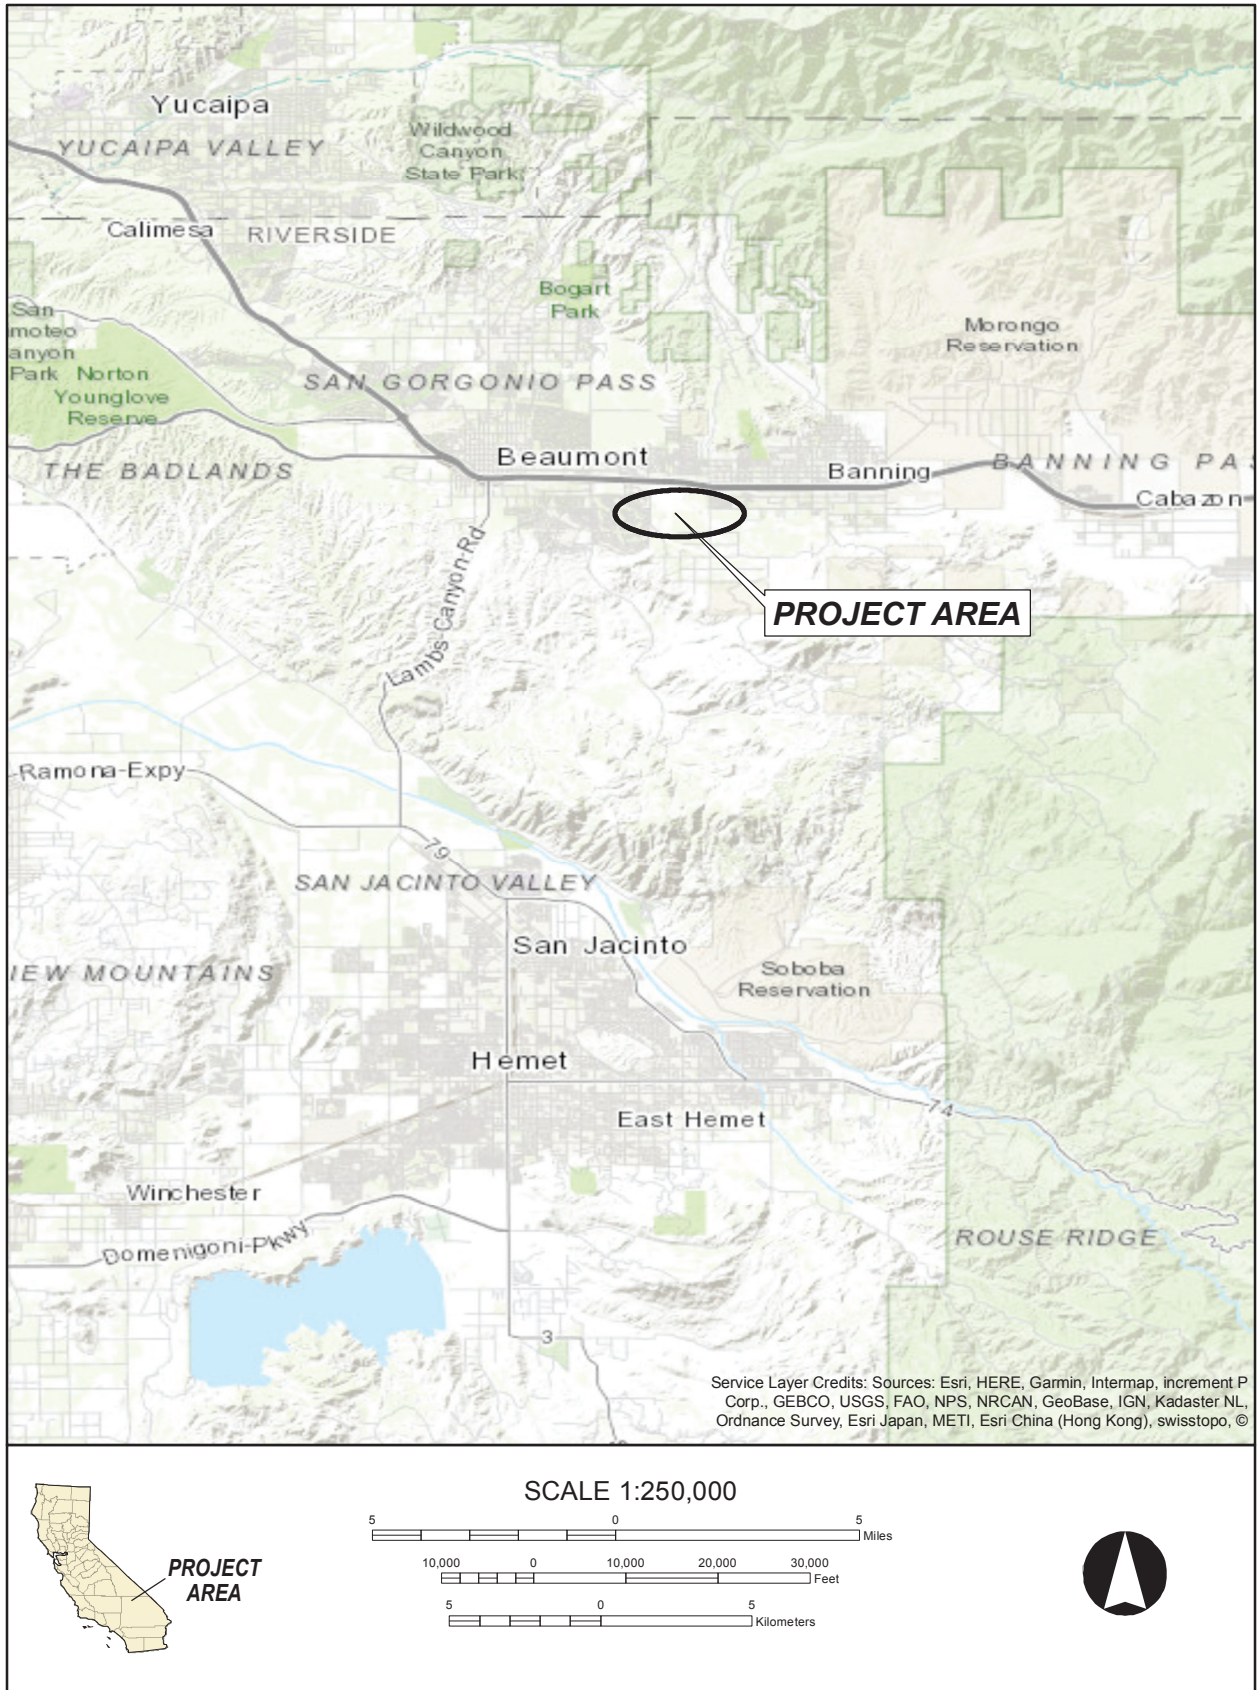 Yucaipa
YUCAIPA VALLEY
Wildwood
Canyon
State Park
Calimesa
RIVERSIDE
Bogart
Park
San
moteo
anyon
Park
Norton
Younglove
Reserve
Morongo
Reservation
SAN GORGONIO PASS
THE BADLANDS
Beaumont
Banning
BANNING PAS
Cabazon
Lambs-Canyon-Rd
PROJECT AREA
Ramona-Expy
79
SAN JACINTO VALLEY
San Jacinto
IEW MOUNTAINS
Soboba
Reservation
Hemet
East Hemet
74
Winchester
Domenigoni-Pkwy
ROUSE RIDGE
3
Service Layer Credits: Sources: Esri, HERE, Garmin, Intermap, increment P
Corp., GEBCO, USGS, FAO, NPS, NRCAN, GeoBase, IGN, Kadaster NL,
Ordnance Survey, Esri Japan, METI, Esri China (Hong Kong), swisstopo, ©
SCALE 1:250,000
5 0 5
Miles
10,000 0 10,000 20,000 30,000
Feet
5 0 5
Kilometers
PROJECT
AREA